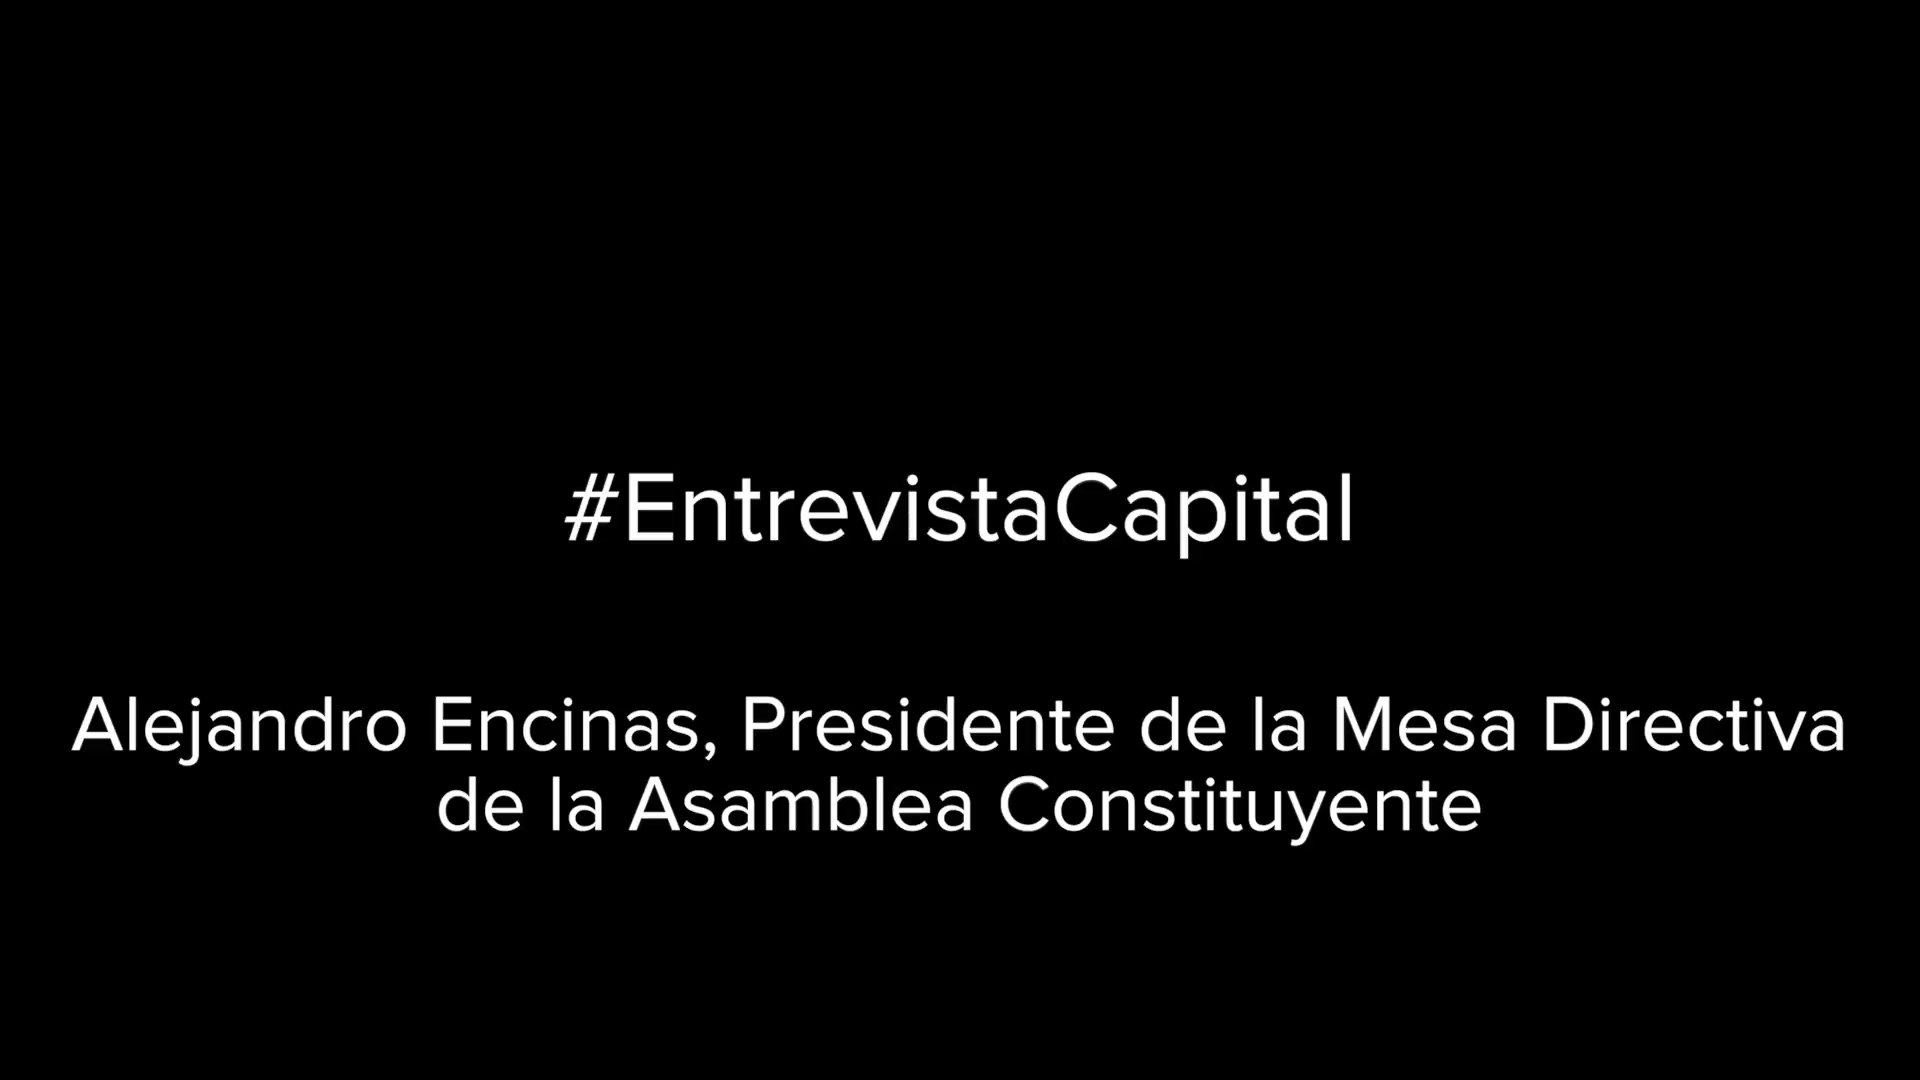 #EntrevistaCapital
Alejandro Encinas, Presidente de la Mesa Directiva
de la Asamblea Constituyente